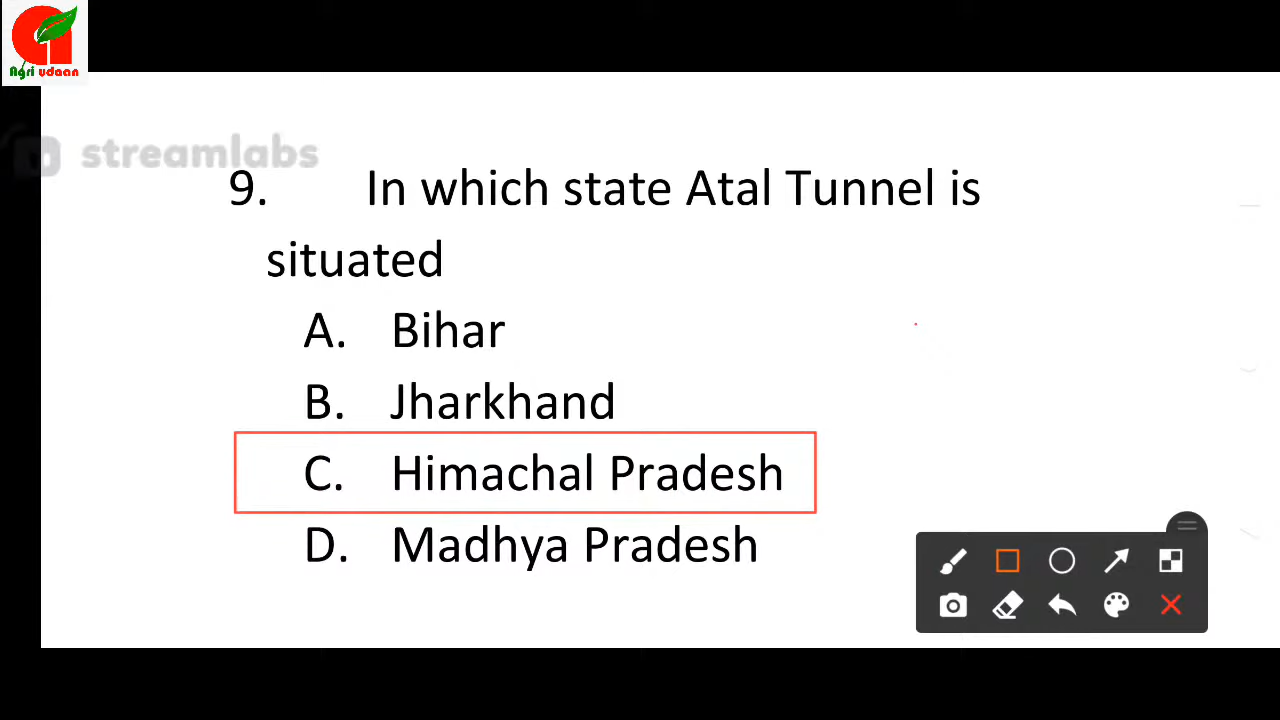 Agri udaan
streamlabs
9. In which state Atal Tunnel is
situated
A. Bihar
B. Jharkhand
C. Himachal Pradesh
D. Madhya Pradesh